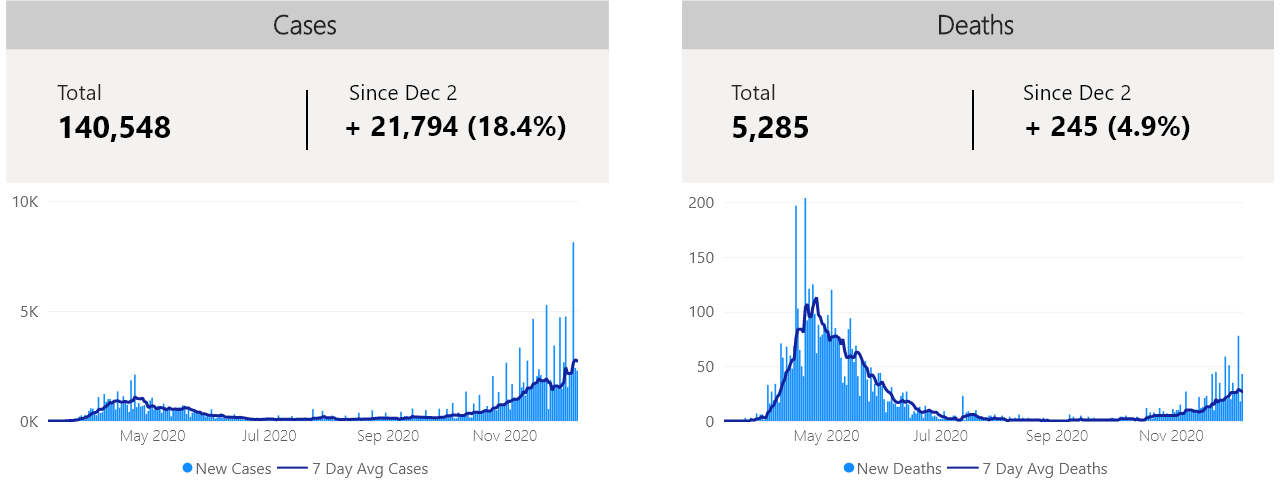 Cases
Total
140,548
Since Dec 2
+ 21,794 (18.4%)
10K
5K
0K
May 2020
Jul 2020
Sep 2020
Nov 2020
New Cases
7 Day Avg Cases
Deaths
Total
5,285
Since Dec 2
+ 245 (4.9%)
200
150
100
50
0
May 2020
Jul 2020
Sep 2020
Nov 2020
New Deaths
7 Day Avg Deaths